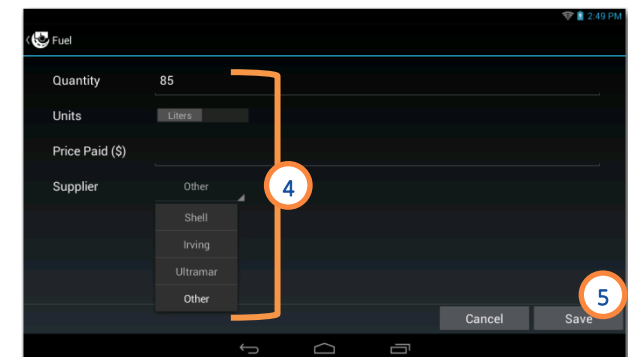 2:49 PM
Fuel
Quantity 85
Units Liters
Price Paid ($)
Supplier Other
4
Shell
Irving
Ultramar
Other
5
Cancel Save